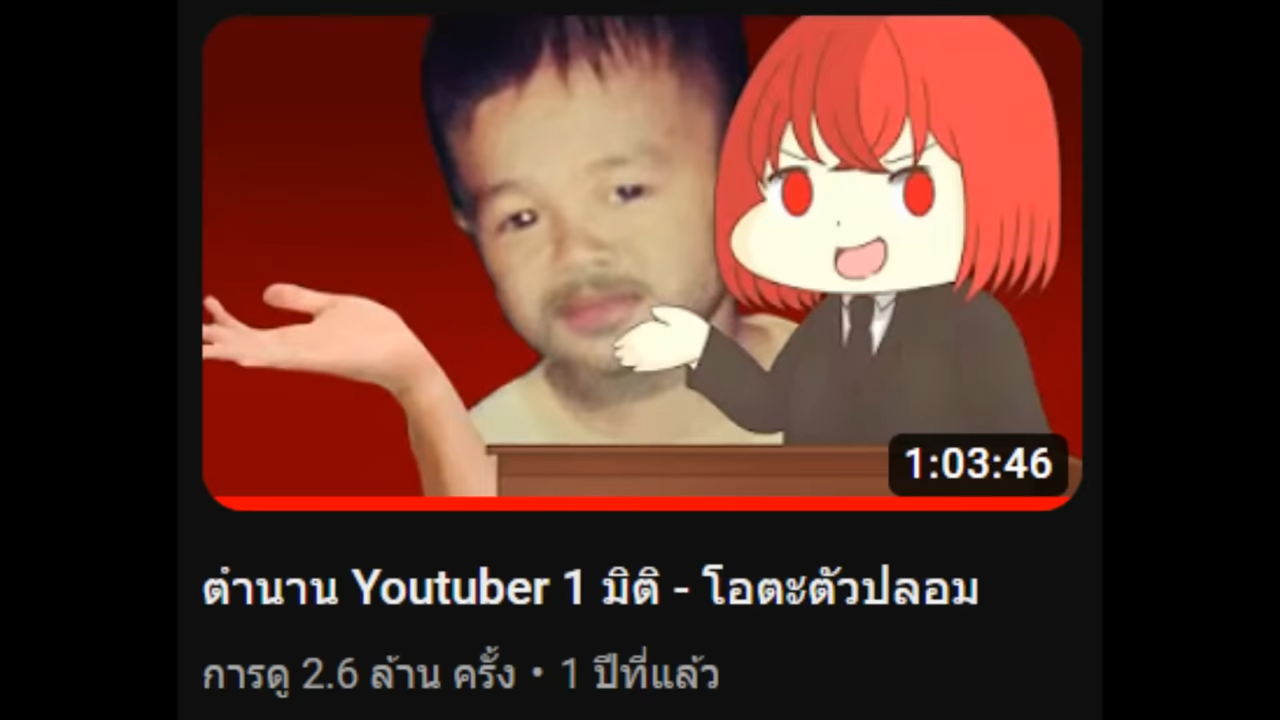 1:03:46
ตำนาน Youtuber 1 มิติ - โอตะตัวปลอม
การดู 2.6 ล้าน ครั้ง • 1 ปีที่แล้ว